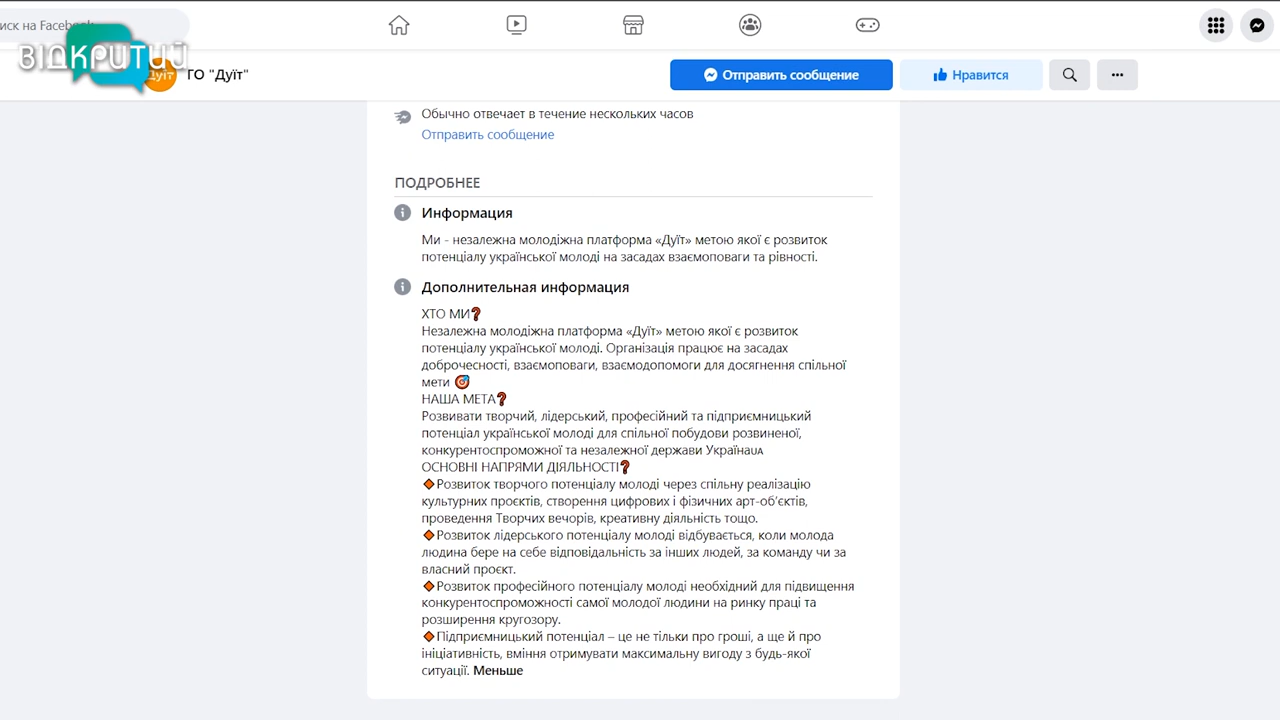 иск на Facebook
ВІДКРИТИЙ
Дуїт
ГО "Дуїт"
Отправить сообщение
Нравится
Обычно отвечает в течение нескольких часов
Отправить сообщение
ПОДРОБНЕЕ
Информация
Ми - незалежна молодіжна платформа «Дуїт» метою якої є розвиток
потенціалу української молоді на засадах взаємоповаги та рівності.
Дополнительная информация
ХТО МИ❓
Незалежна молодіжна платформа «Дуїт» метою якої є розвиток
потенціалу української молоді. Організація працює на засадах
доброчесності, взаємоповаги, взаємодопомоги для досягнення спільної
мети 🎯
НАША МЕТА❓
Розвивати творчий, лідерський, професійний та підприємницький
потенціал української молоді для спільної побудови розвиненої,
конкурентоспроможної та незалежної держави УкраїнаUA
ОСНОВНІ НАПРЯМИ ДІЯЛЬНОСТІ❓
🔸Розвиток творчого потенціалу молоді через спільну реалізацію
культурних проєктів, створення цифрових і фізичних арт-об’єктів,
проведення Творчих вечорів, креативну діяльність тощо.
🔸Розвиток лідерського потенціалу молоді відбувається, коли молода
людина бере на себе відповідальність за інших людей, за команду чи за
власний проєкт.
🔸Розвиток професійного потенціалу молоді необхідний для підвищення
конкурентоспроможності самої молодої людини на ринку праці та
розширення кругозору.
🔸Підприємницький потенціал – це не тільки про гроші, а ще й про
ініціативність, вміння отримувати максимальну вигоду з будь-якої
ситуації. Меньше